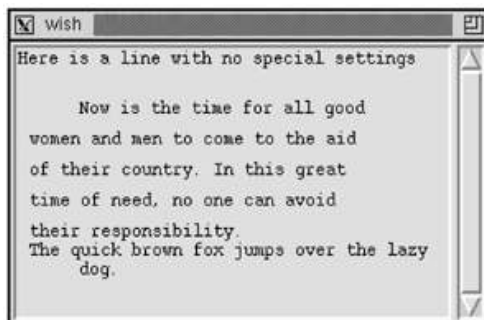 wish
Here is a line with no special settings
Now is the time for all good
women and men to come to the aid
of their country. In this great
time of need, no one can avoid
their responsibility.
The quick brown fox jumps over the lazy
dog.